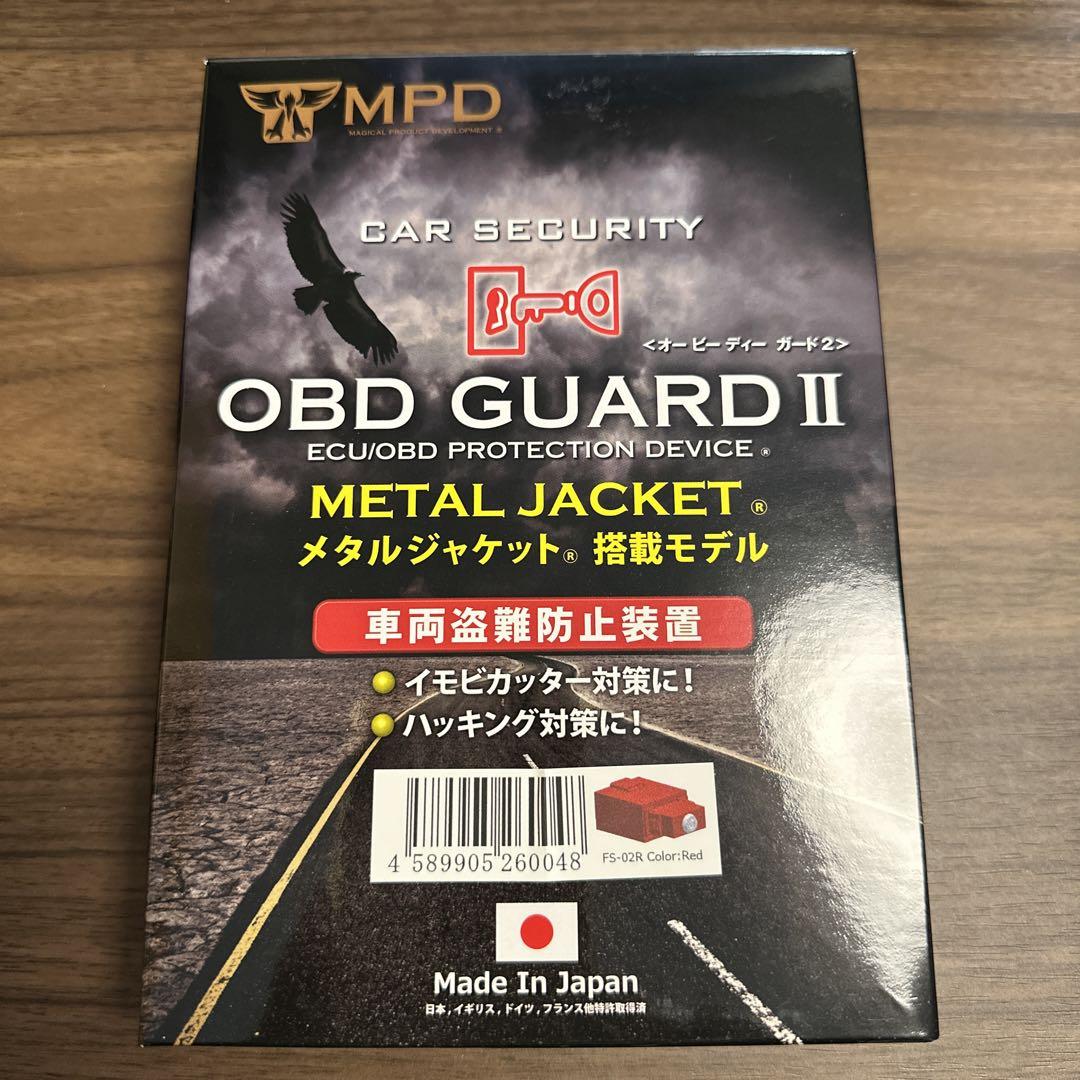 MPD
MAGICAL PRODUCT DEVELOPMENT ®
CAR SECURITY
<オービーディー ガード2>
OBD GUARD II
ECU/OBD PROTECTION DEVICE ®
METAL JACKET ®
メタルジャケット® 搭載モデル
車両盗難防止装置
イモビカッター対策に!
ハッキング対策に!
4 589905 260048
FS-02R Color:Red
Made In Japan
日本,イギリス,ドイツ,フランス他特許取得済